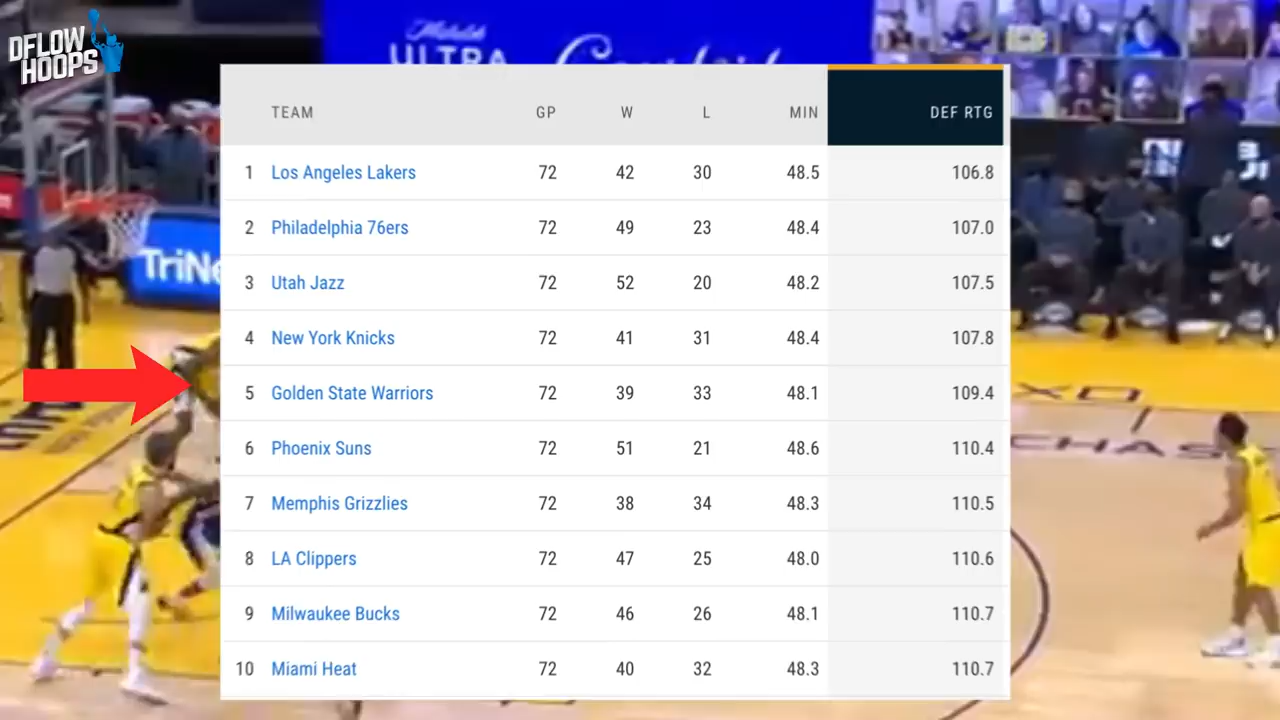 DFLOW
HOOPS
ULTRA
TriNe
TEAM GP W L MIN DEF RTG
1 Los Angeles Lakers 72 42 30 48.5 106.8
2 Philadelphia 76ers 72 49 23 48.4 107.0
3 Utah Jazz 72 52 20 48.2 107.5
4 New York Knicks 72 41 31 48.4 107.8
5 Golden State Warriors 72 39 33 48.1 109.4
6 Phoenix Suns 72 51 21 48.6 110.4
7 Memphis Grizzlies 72 38 34 48.3 110.5
8 LA Clippers 72 47 25 48.0 110.6
9 Milwaukee Bucks 72 46 26 48.1 110.7
10 Miami Heat 72 40 32 48.3 110.7
CHAS